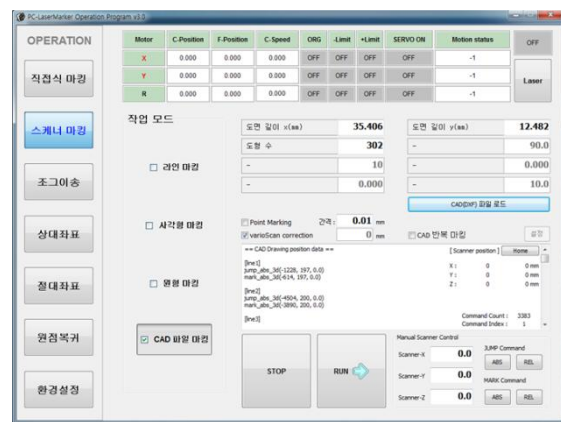 PC-LaserMarker Operation Program v3.0
OPERATION
Motor C-Position F-Position C-Speed ORG -Limit +Limit SERVO ON Motion status
X 0.000 0.000 0.000 OFF OFF OFF OFF -1
Y 0.000 0.000 0.000 OFF OFF OFF OFF -1
R 0.000 0.000 0.000 OFF OFF OFF OFF -1
OFF
Laser
직접식 마킹
스케너 마킹
조그이송
상대좌표
절대좌표
원점복귀
환경설정
작업 모드
라인 마킹
사각형 마킹
원형 마킹
CAD 파일 마킹
도면 길이 x(mm) 35.406 도면 길이 y(mm) 12.482
도형 수 302 - 90.0
- 10 - 0.000
- 0.000 - 10.0
CAD(DXF) 파일 로드
Point Marking 간격 : 0.01 mm
varioScan correction 0 mm CAD 반복 마킹
== CAD Drawing position data ==
[line1]
jump_abs_3d(-1228, 197, 0.0)
mark_abs_3d(-614, 197, 0.0)
[line2]
jump_abs_3d(-4504, 200, 0.0)
mark_abs_3d(-3890, 200, 0.0)
[line3]
[ Scanner position ] Home
X : 0 0 mm
Y : 0 0 mm
Z : 0 0 mm
Command Count : 3383
Command Index : 1
STOP RUN
Manual Scanner Control
Scanner-X 0.0
Scanner-Y 0.0
Scanner-Z 0.0
JUMP Command
ABS REL
MARK Command
ABS REL